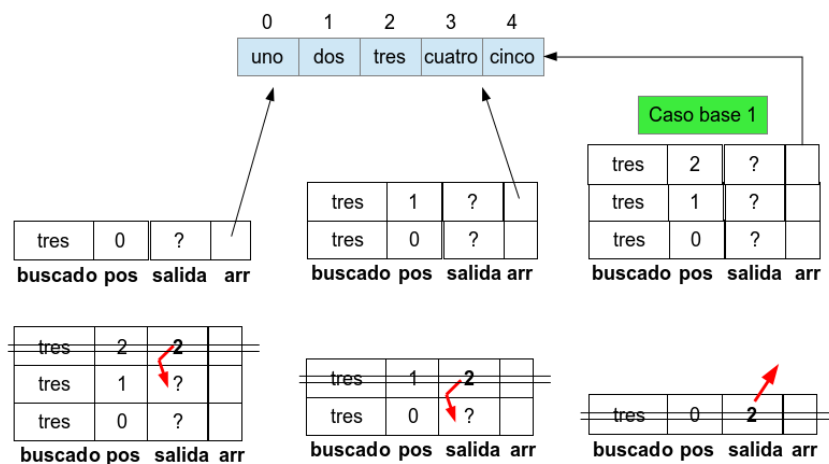 0 1 2 3 4
uno dos tres cuatro cinco
Caso base 1
tres 0 ?
buscado pos salida arr
tres 1 ?
tres 0 ?
buscado pos salida arr
tres 2 ?
tres 1 ?
tres 0 ?
buscado pos salida arr
tres 2 2
tres 1 ?
tres 0 ?
buscado pos salida arr
tres 1 2
tres 0 ?
buscado pos salida arr
tres 0 2
buscado pos salida arr